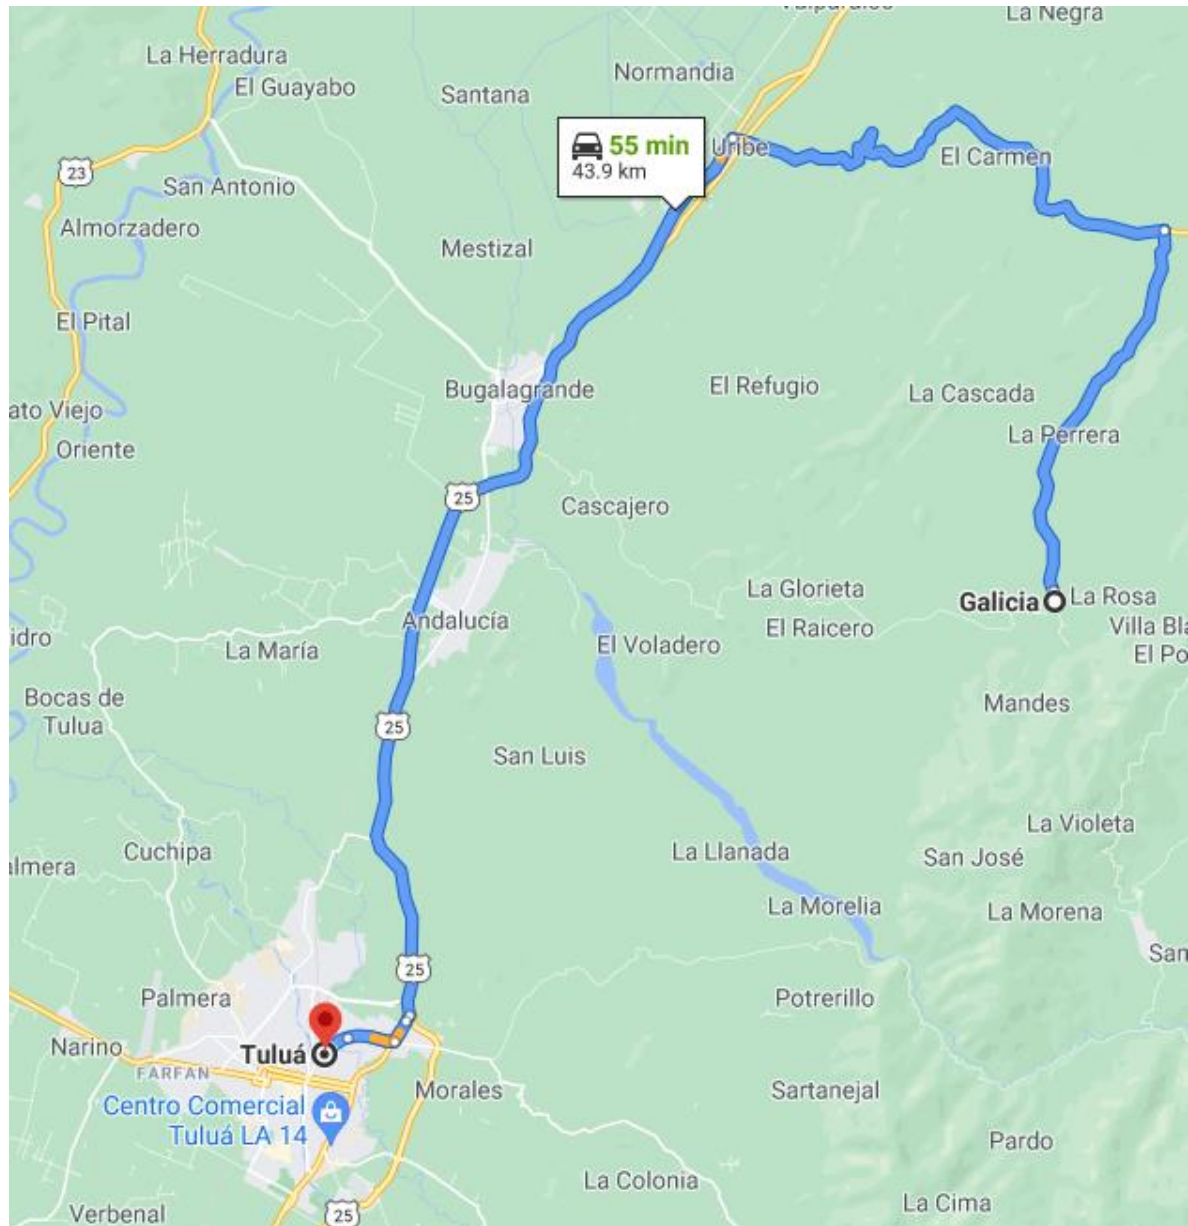 La Negra
La Herradura
El Guayabo
Normandia
Santana
55 min
43.9 km
Uribe
El Carmen
23
San Antonio
Almorzadero
Mestizal
El Pital
Bugalagrande
El Refugio
La Cascada
ato Viejo
Oriente
La Perrera
25
Cascajero
La Glorieta
Galicia
La Rosa
Andalucía
El Raicero
Villa Bla
idro
La María
El Voladero
El Po
Bocas de
Tulua
Mandes
25
San Luis
La Violeta
Cuchipa
La Llanada
San José
almera
La Morelia
La Morena
San
25
Palmera
Potrerillo
Narino
Tuluá
FARFAN
Morales
Sartanejal
Centro Comercial
Tuluá LA 14
Pardo
La Colonia
La Cima
Verbenal
25